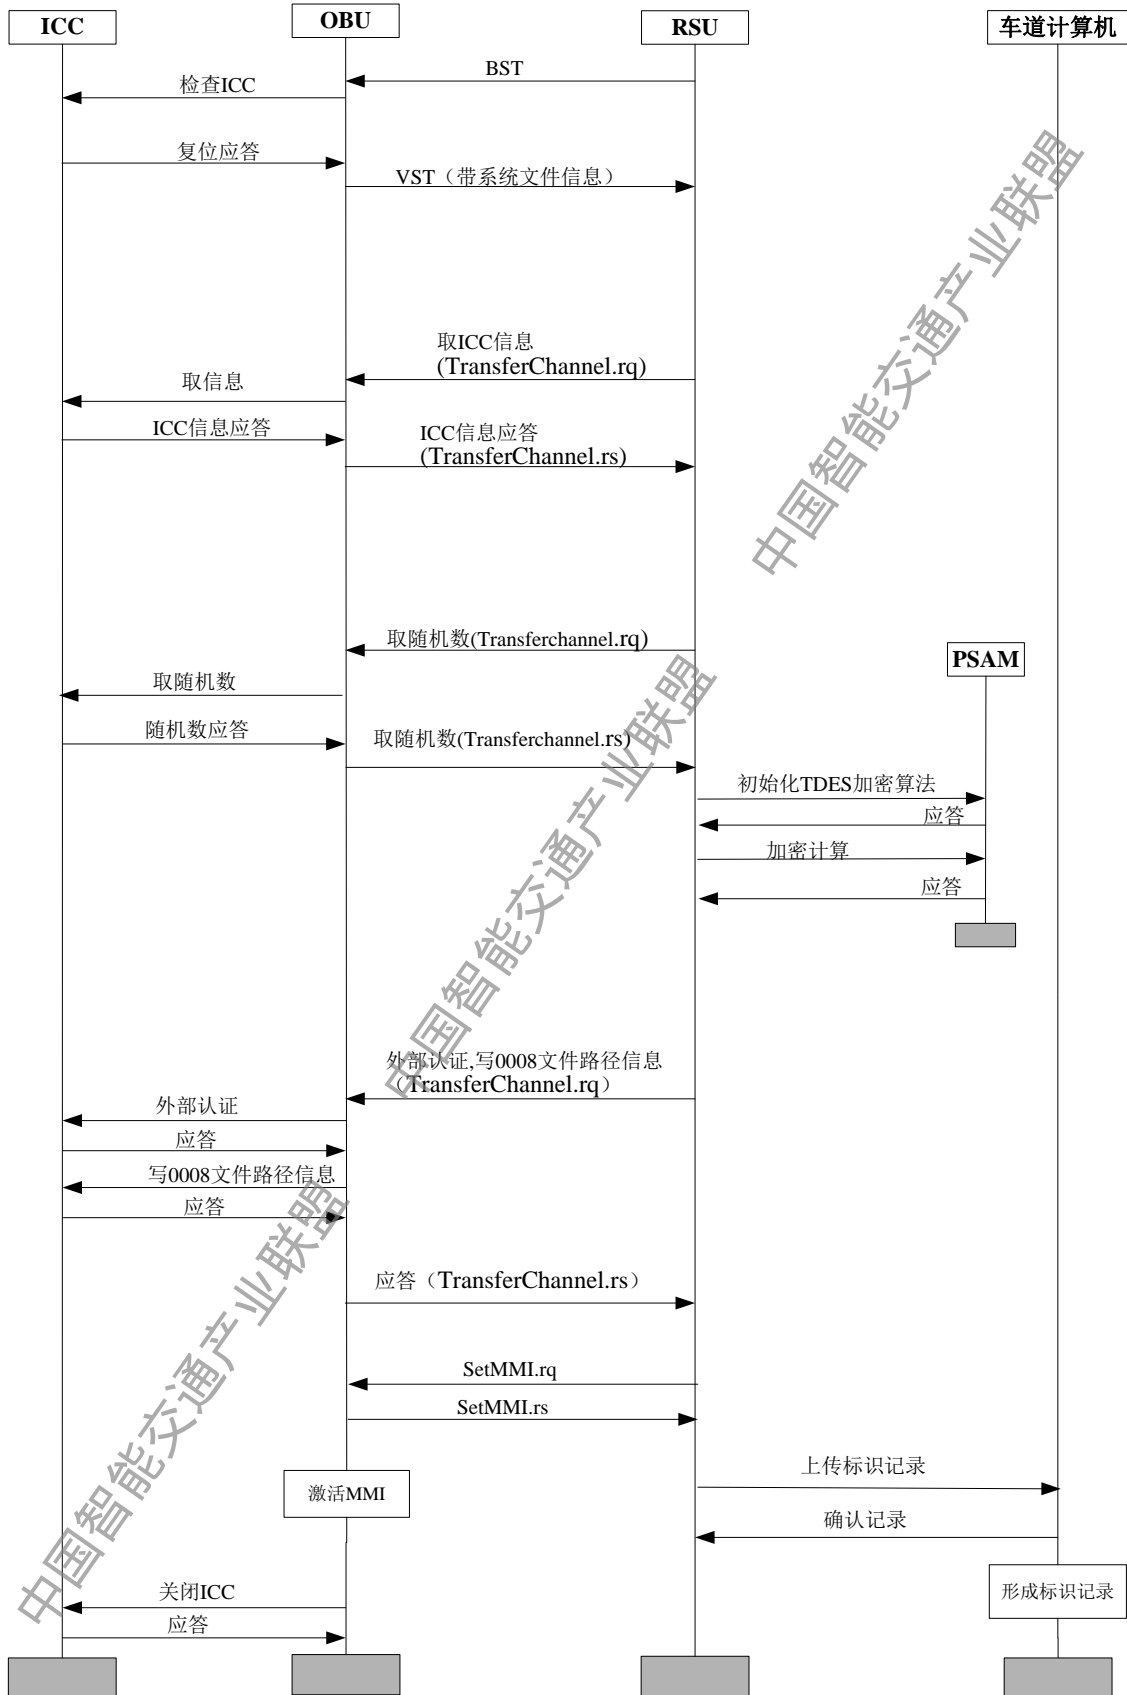 ICC
OBU
RSU
车道计算机
BST
检查ICC
复位应答
VST（带系统文件信息）
取ICC信息
(TransferChannel.rq)
取信息
ICC信息应答
ICC信息应答
(TransferChannel.rs)
取随机数(Transferchannel.rq)
PSAM
取随机数
随机数应答
取随机数(Transferchannel.rs)
初始化TDES加密算法
应答
加密计算
应答
外部认证,写0008文件路径信息
（TransferChannel.rq）
外部认证
应答
写0008文件路径信息
应答
应答（TransferChannel.rs）
SetMMI.rq
SetMMI.rs
上传标识记录
激活MMI
确认记录
关闭ICC
形成标识记录
应答
中国智能交通产业联盟
中国智能交通产业联盟
中国智能交通产业联盟